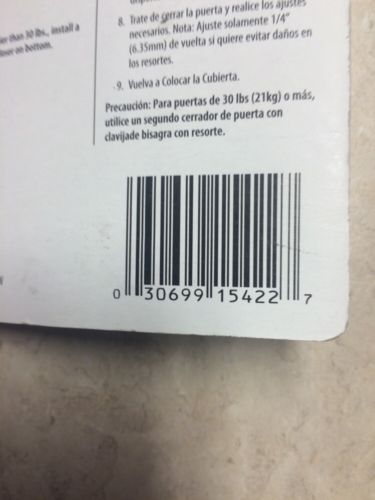 8. Trate de cerrar la puerta y realice los ajustes
necesarios. Nota: Ajuste solamente 1/4"
(6.35mm) de vuelta si quiere evitar daños en
los resortes.
9. Vuelva a Colocar la Cubierta.
Precaución: Para puertas de 30 lbs (21kg) o más,
utilice un segundo cerrador de puerta con
clavijade bisagra con resorte.
than 30 lbs., install a
on bottom.
0 30699 15422 7